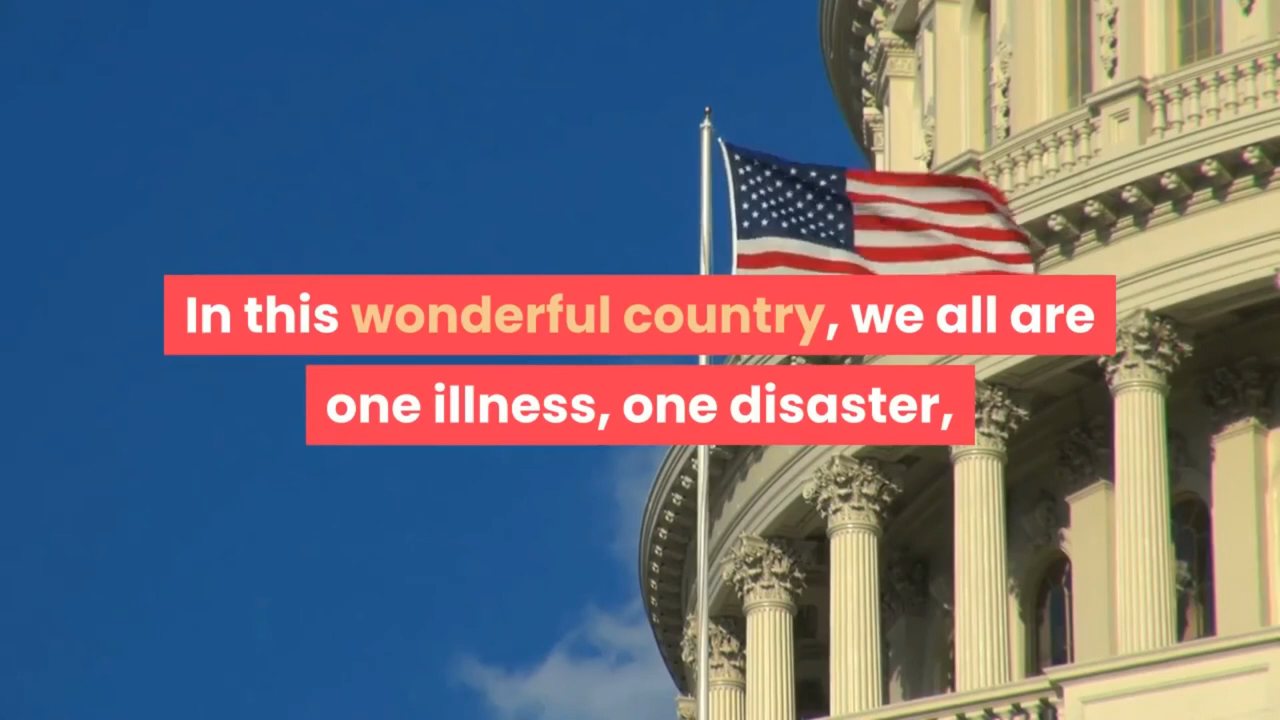 In this wonderful country, we all are
one illness, one disaster,